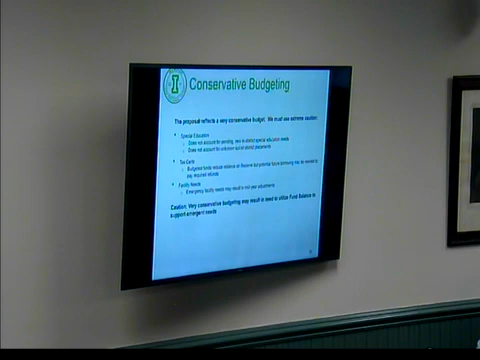 I
Conservative Budgeting
The proposal reflects a very conservative budget. We must use extreme caution:
Special Education
Does not account for pending, new in-district special education needs
Does not account for unknown out-of-district placements
Budgeted funds reduce reliance on Reserve but potential future borrowing may be needed to
pay required refunds
Facility Needs
Emergency facility needs may result in mid-year adjustments
Caution: Very conservative budgeting may result in need to utilize Fund Balance to
support emergent needs